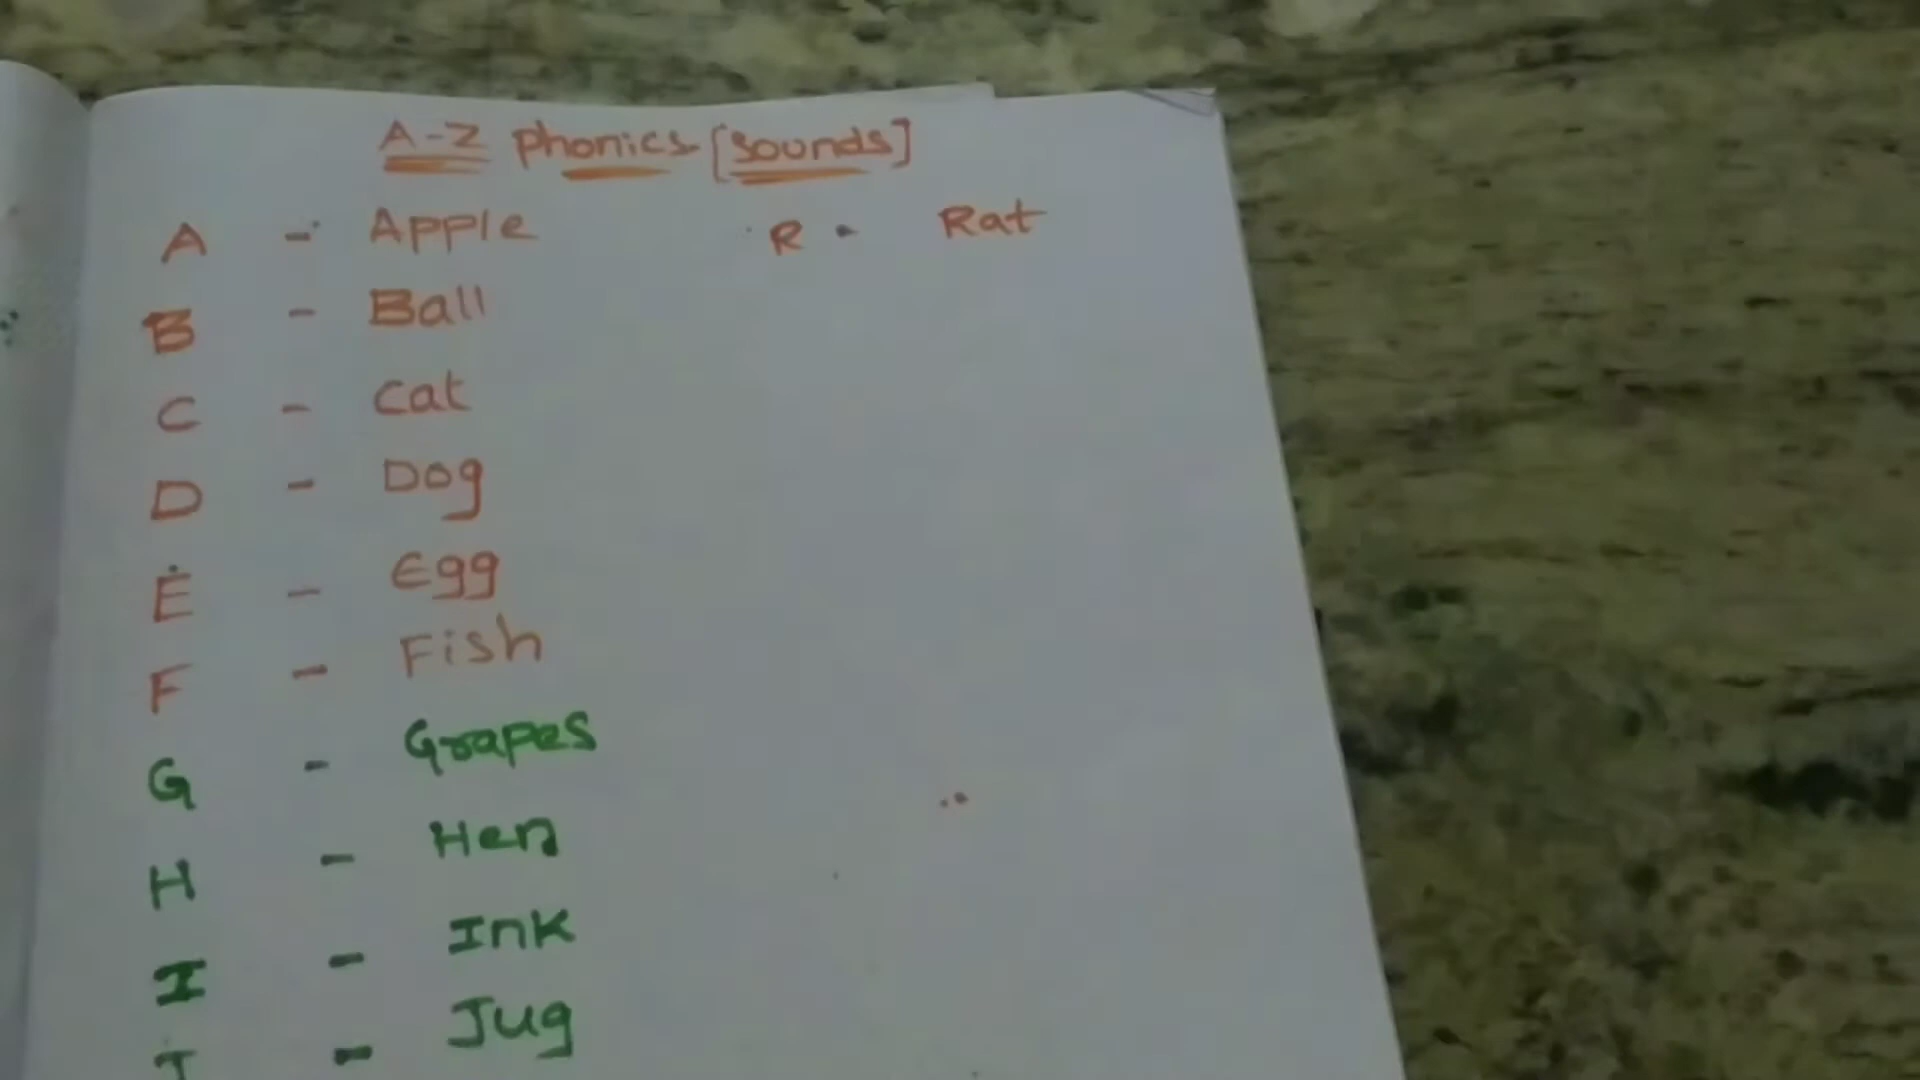 A-Z Phonics [Sounds]
A - Apple R - Rat
B - Ball
C - Cat
D - Dog
E - Egg
F - Fish
G - Grapes
H - Hen
I - Ink
J - Jug